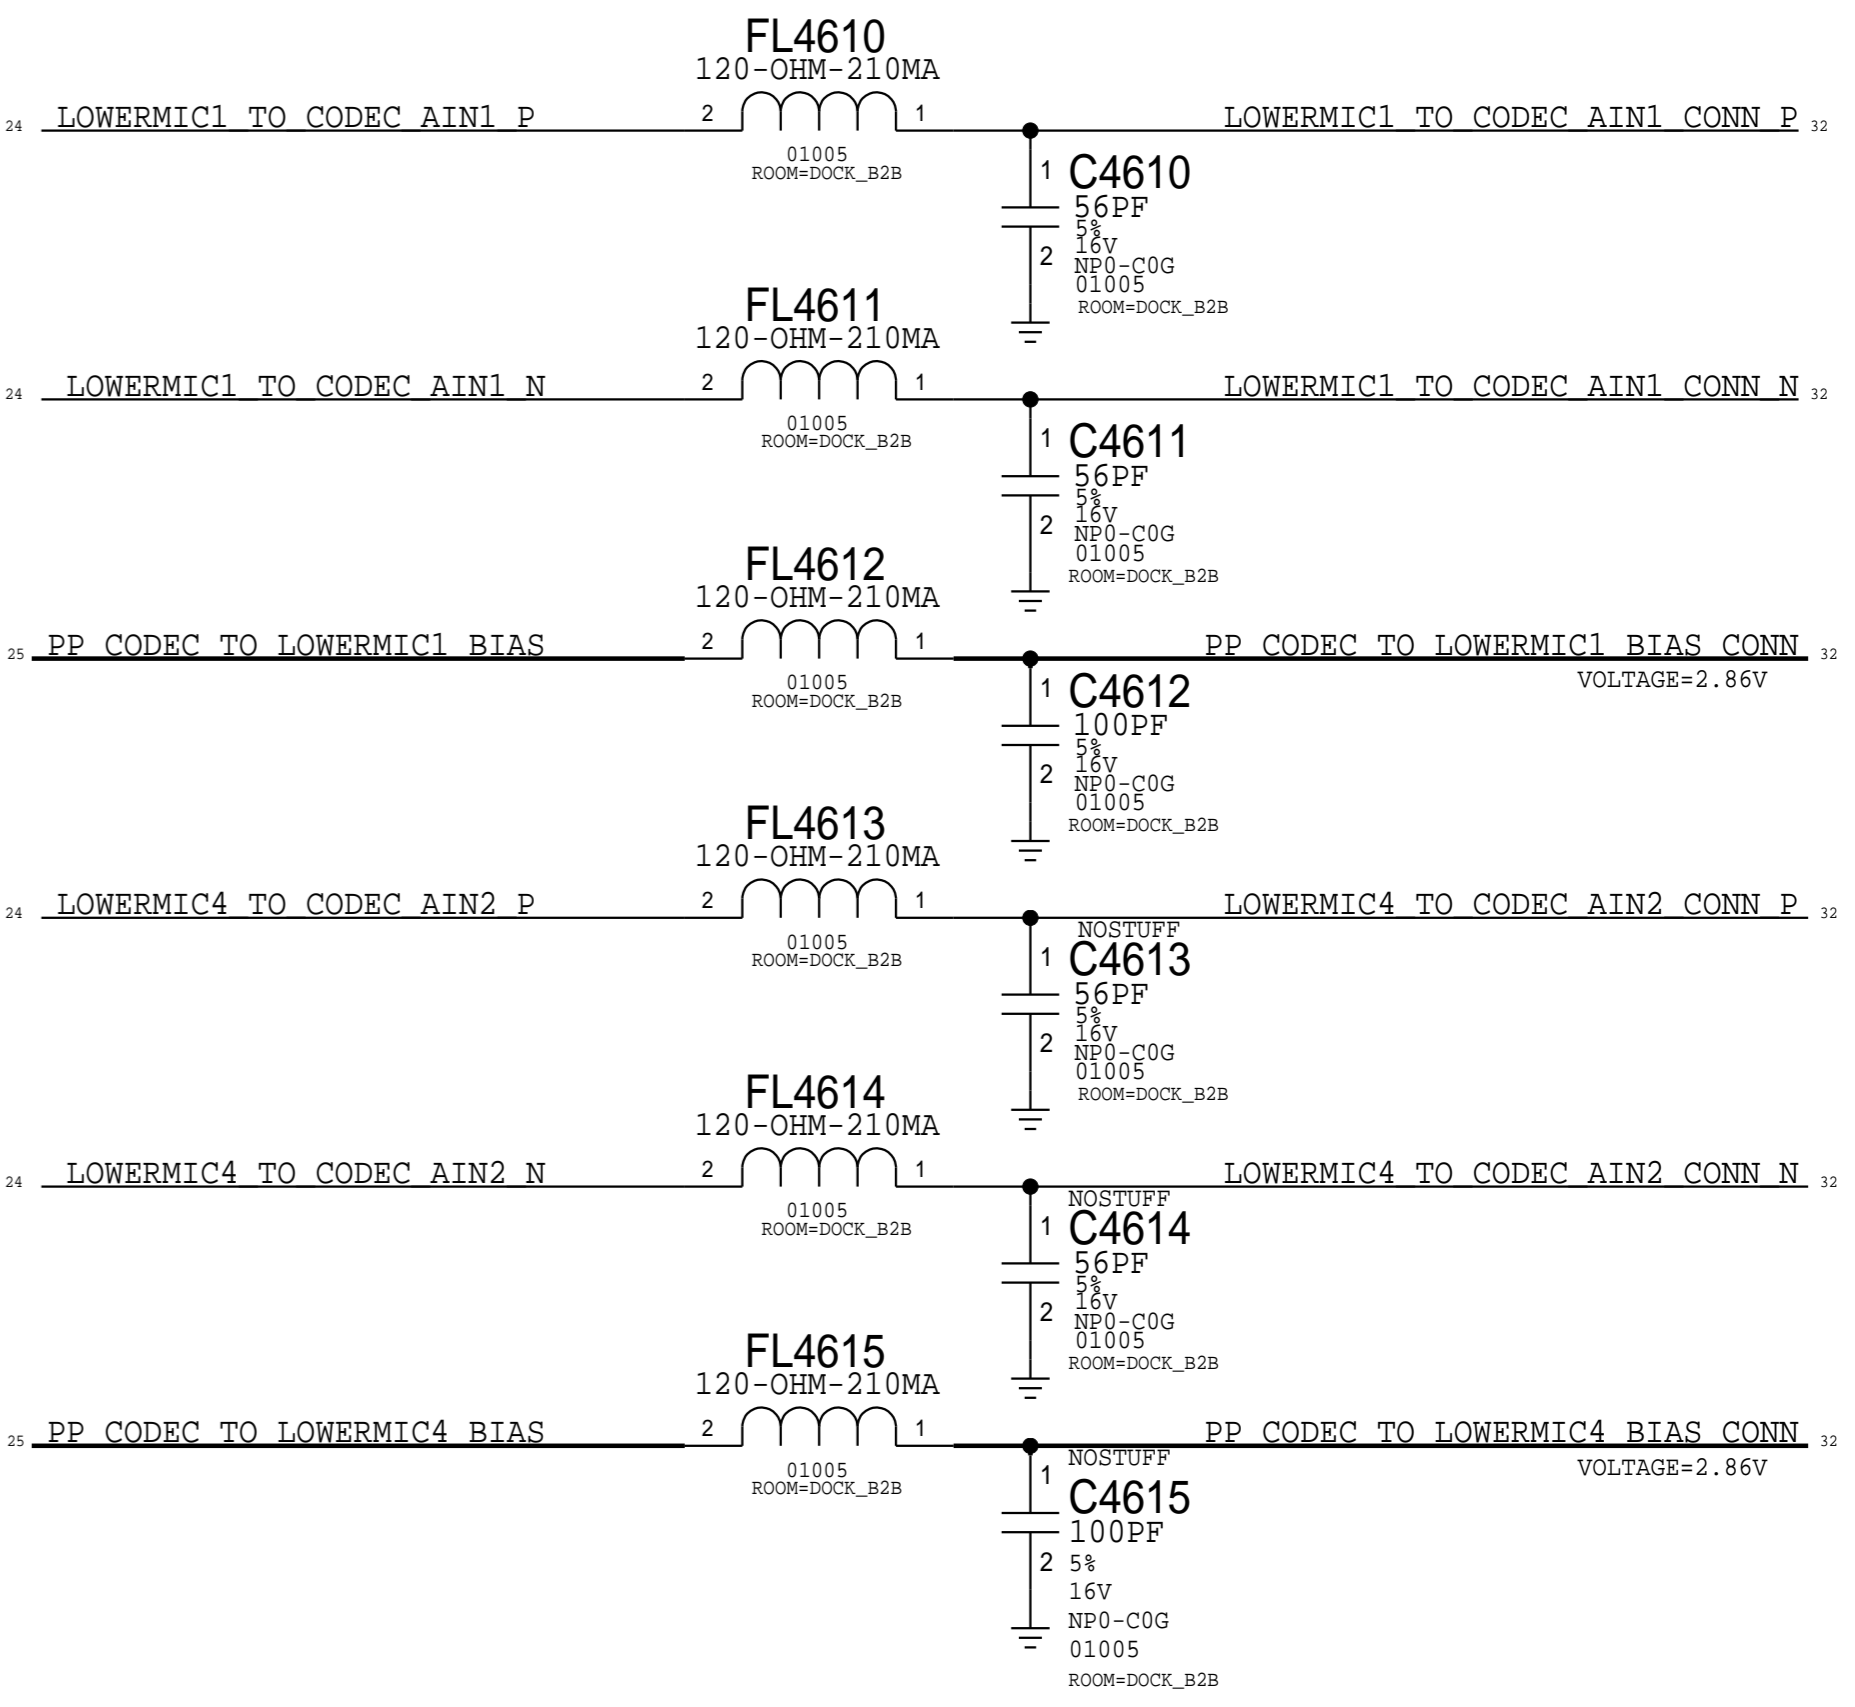 FL4610
120-OHM-210MA
24 LOWERMIC1_TO_CODEC_AIN1_P 2 1 LOWERMIC1_TO_CODEC_AIN1_CONN_P 32
01005
ROOM=DOCK_B2B
1 C4610
56PF
5%
16V
2 NP0-C0G
01005
ROOM=DOCK_B2B
FL4611
120-OHM-210MA
24 LOWERMIC1_TO_CODEC_AIN1_N 2 1 LOWERMIC1_TO_CODEC_AIN1_CONN_N 32
01005
ROOM=DOCK_B2B
1 C4611
56PF
5%
16V
2 NP0-C0G
01005
ROOM=DOCK_B2B
FL4612
120-OHM-210MA
25 PP_CODEC_TO_LOWERMIC1_BIAS 2 1 PP_CODEC_TO_LOWERMIC1_BIAS_CONN 32
VOLTAGE=2.86V
01005
ROOM=DOCK_B2B
1 C4612
100PF
5%
16V
2 NP0-C0G
01005
ROOM=DOCK_B2B
FL4613
120-OHM-210MA
24 LOWERMIC4_TO_CODEC_AIN2_P 2 1 LOWERMIC4_TO_CODEC_AIN2_CONN_P 32
01005
ROOM=DOCK_B2B
NOSTUFF
1 C4613
56PF
5%
16V
2 NP0-C0G
01005
ROOM=DOCK_B2B
FL4614
120-OHM-210MA
24 LOWERMIC4_TO_CODEC_AIN2_N 2 1 LOWERMIC4_TO_CODEC_AIN2_CONN_N 32
01005
ROOM=DOCK_B2B
NOSTUFF
1 C4614
56PF
5%
16V
2 NP0-C0G
01005
ROOM=DOCK_B2B
FL4615
120-OHM-210MA
25 PP_CODEC_TO_LOWERMIC4_BIAS 2 1 PP_CODEC_TO_LOWERMIC4_BIAS_CONN 32
VOLTAGE=2.86V
01005
ROOM=DOCK_B2B
NOSTUFF
1 C4615
100PF
2 5%
16V
NP0-C0G
01005
ROOM=DOCK_B2B